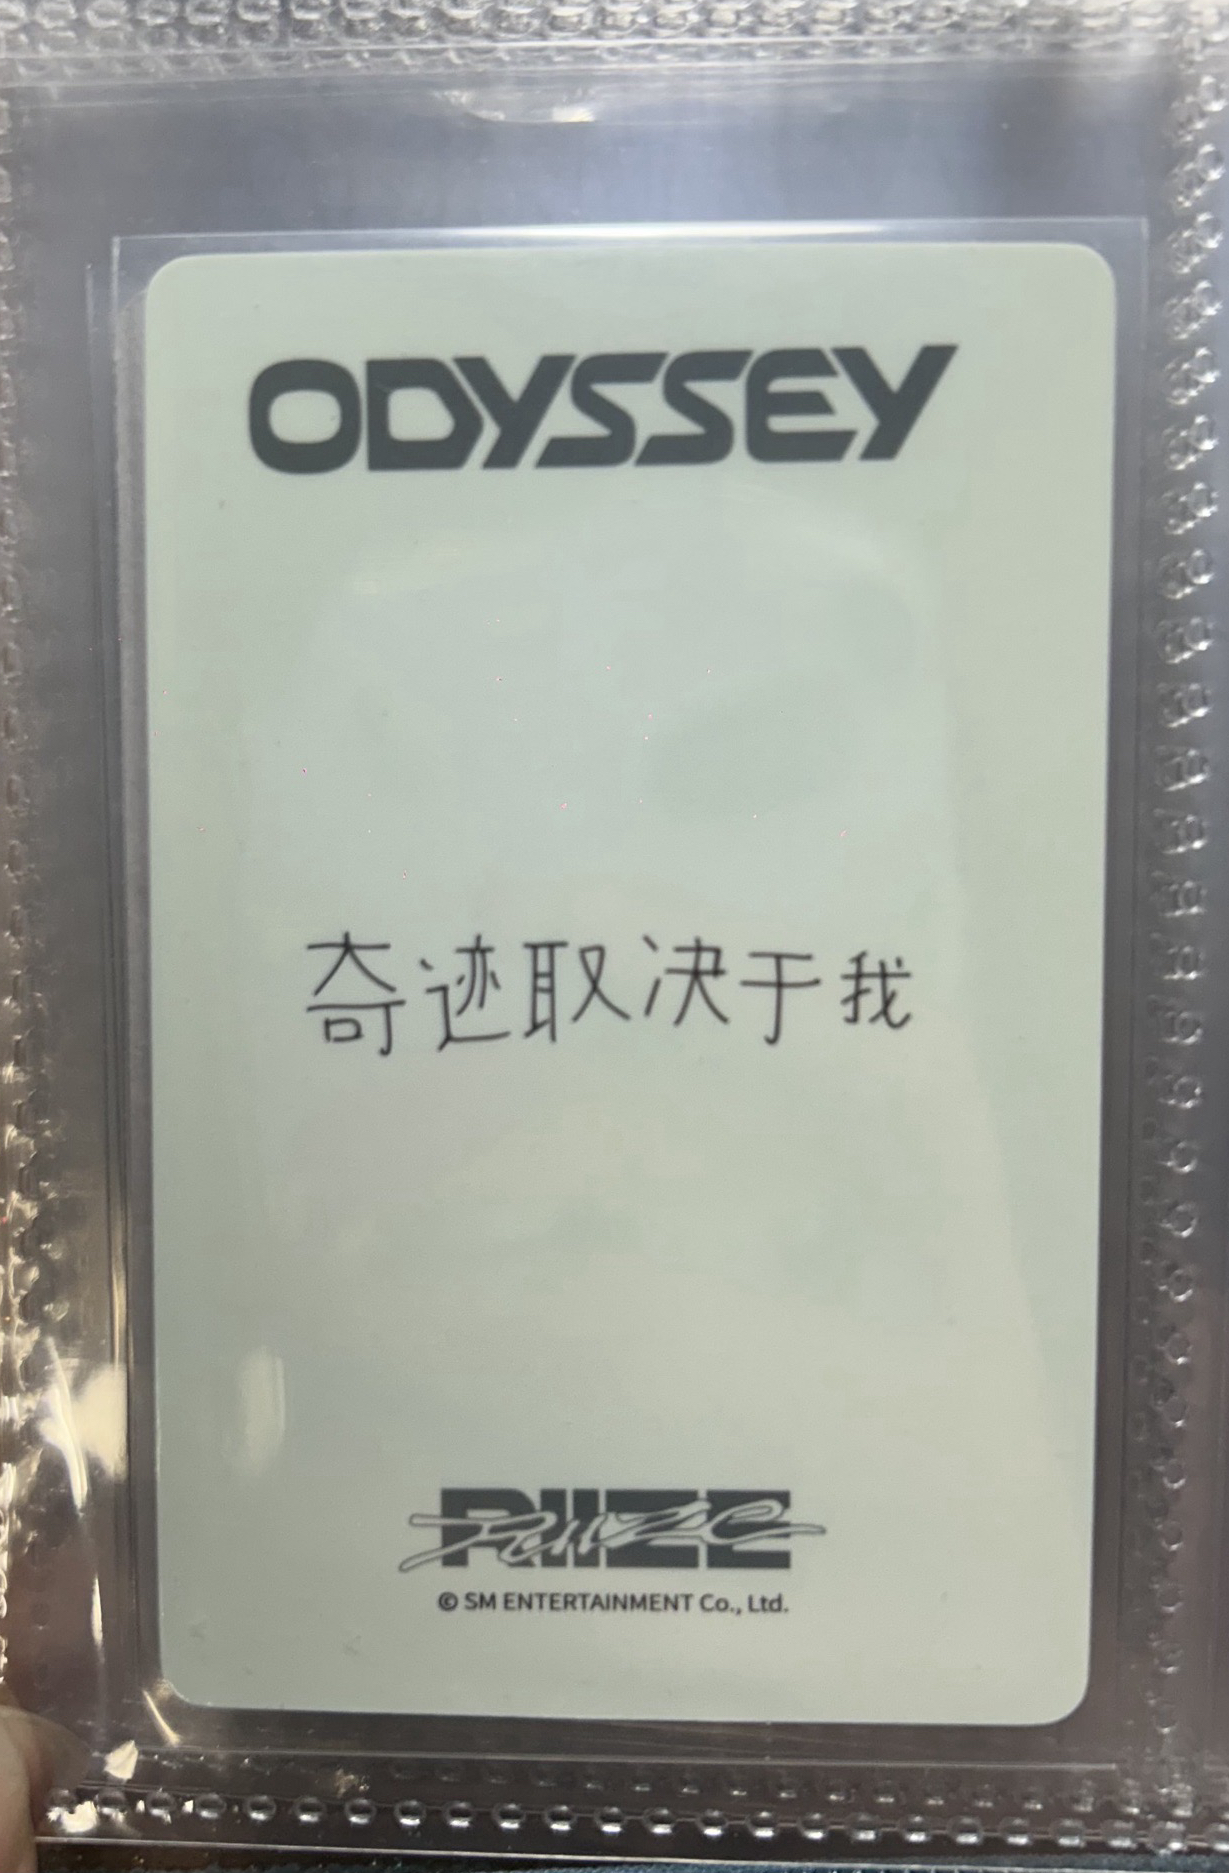 ODYSSEY
奇迹取决于我
RIIZE
© SM ENTERTAINMENT Co., Ltd.